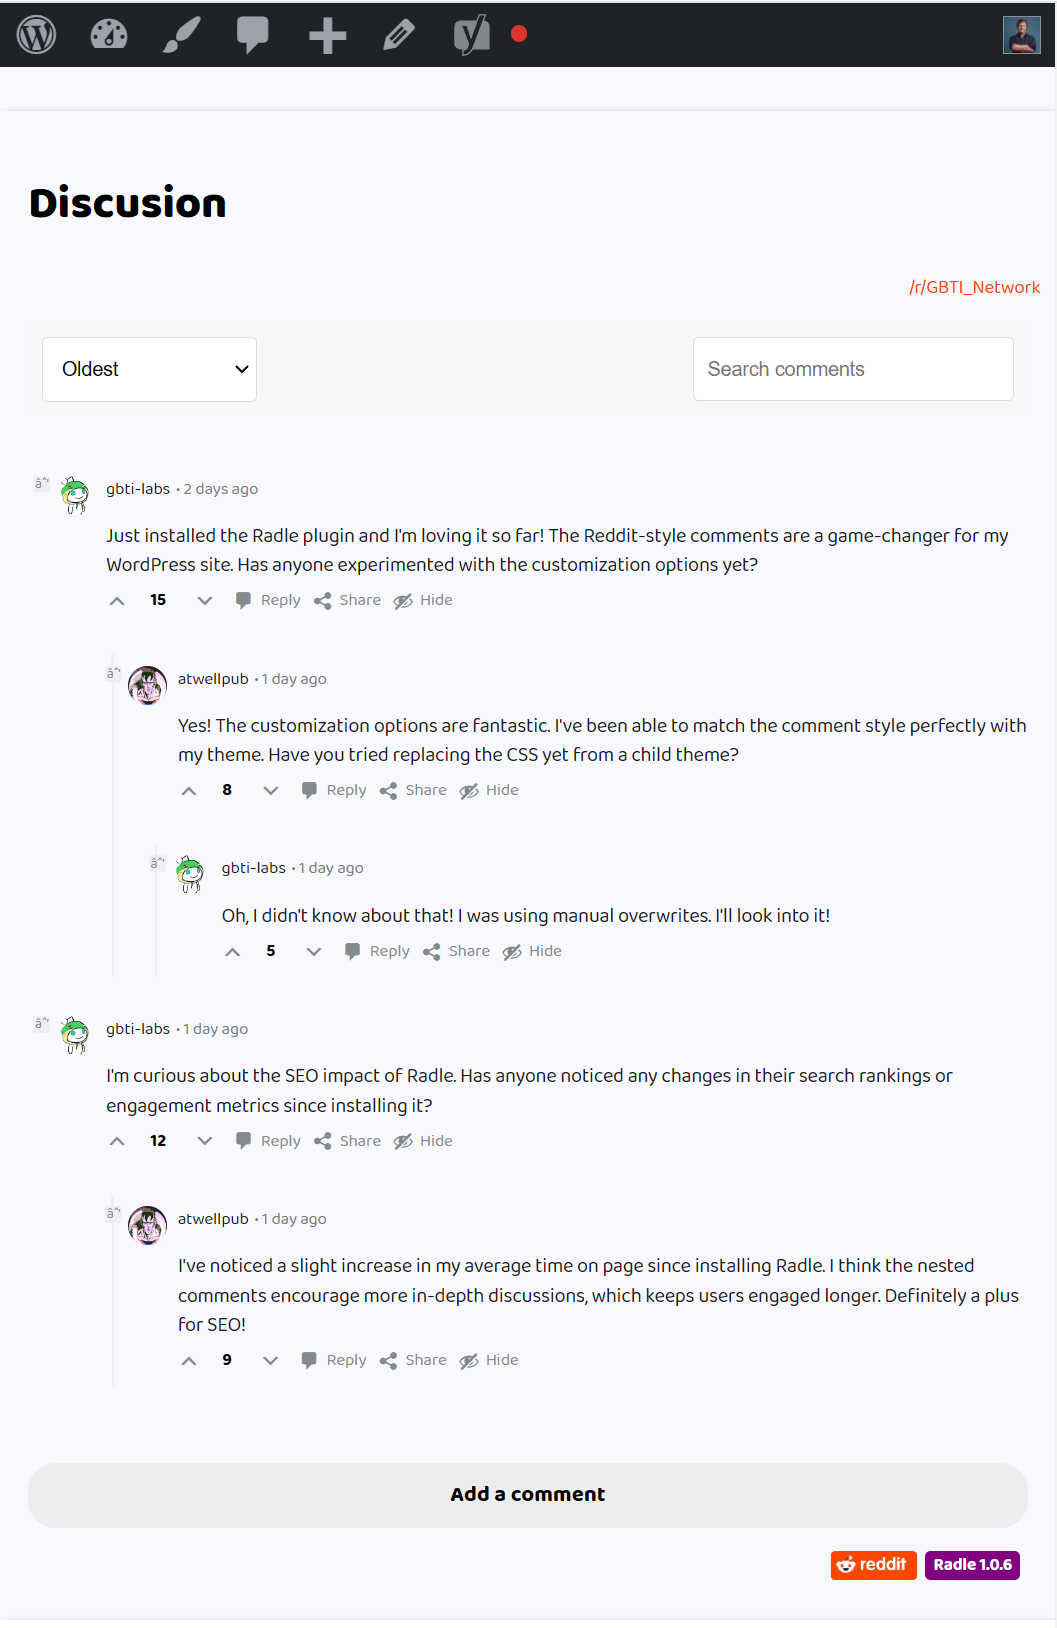 Discusion
/r/GBTI_Network
Oldest
Search comments
â˜'
gbti-labs • 2 days ago
Just installed the Radle plugin and I'm loving it so far! The Reddit-style comments are a game-changer for my
WordPress site. Has anyone experimented with the customization options yet?
15 Reply Share Hide
atwellpub • 1 day ago
Yes! The customization options are fantastic. I've been able to match the comment style perfectly with
my theme. Have you tried replacing the CSS yet from a child theme?
8 Reply Share Hide
gbti-labs • 1 day ago
Oh, I didn't know about that! I was using manual overwrites. I'll look into it!
5 Reply Share Hide
gbti-labs • 1 day ago
I'm curious about the SEO impact of Radle. Has anyone noticed any changes in their search rankings or
engagement metrics since installing it?
12 Reply Share Hide
atwellpub • 1 day ago
I've noticed a slight increase in my average time on page since installing Radle. I think the nested
comments encourage more in-depth discussions, which keeps users engaged longer. Definitely a plus
for SEO!
9 Reply Share Hide
Add a comment
reddit Radle 1.0.6